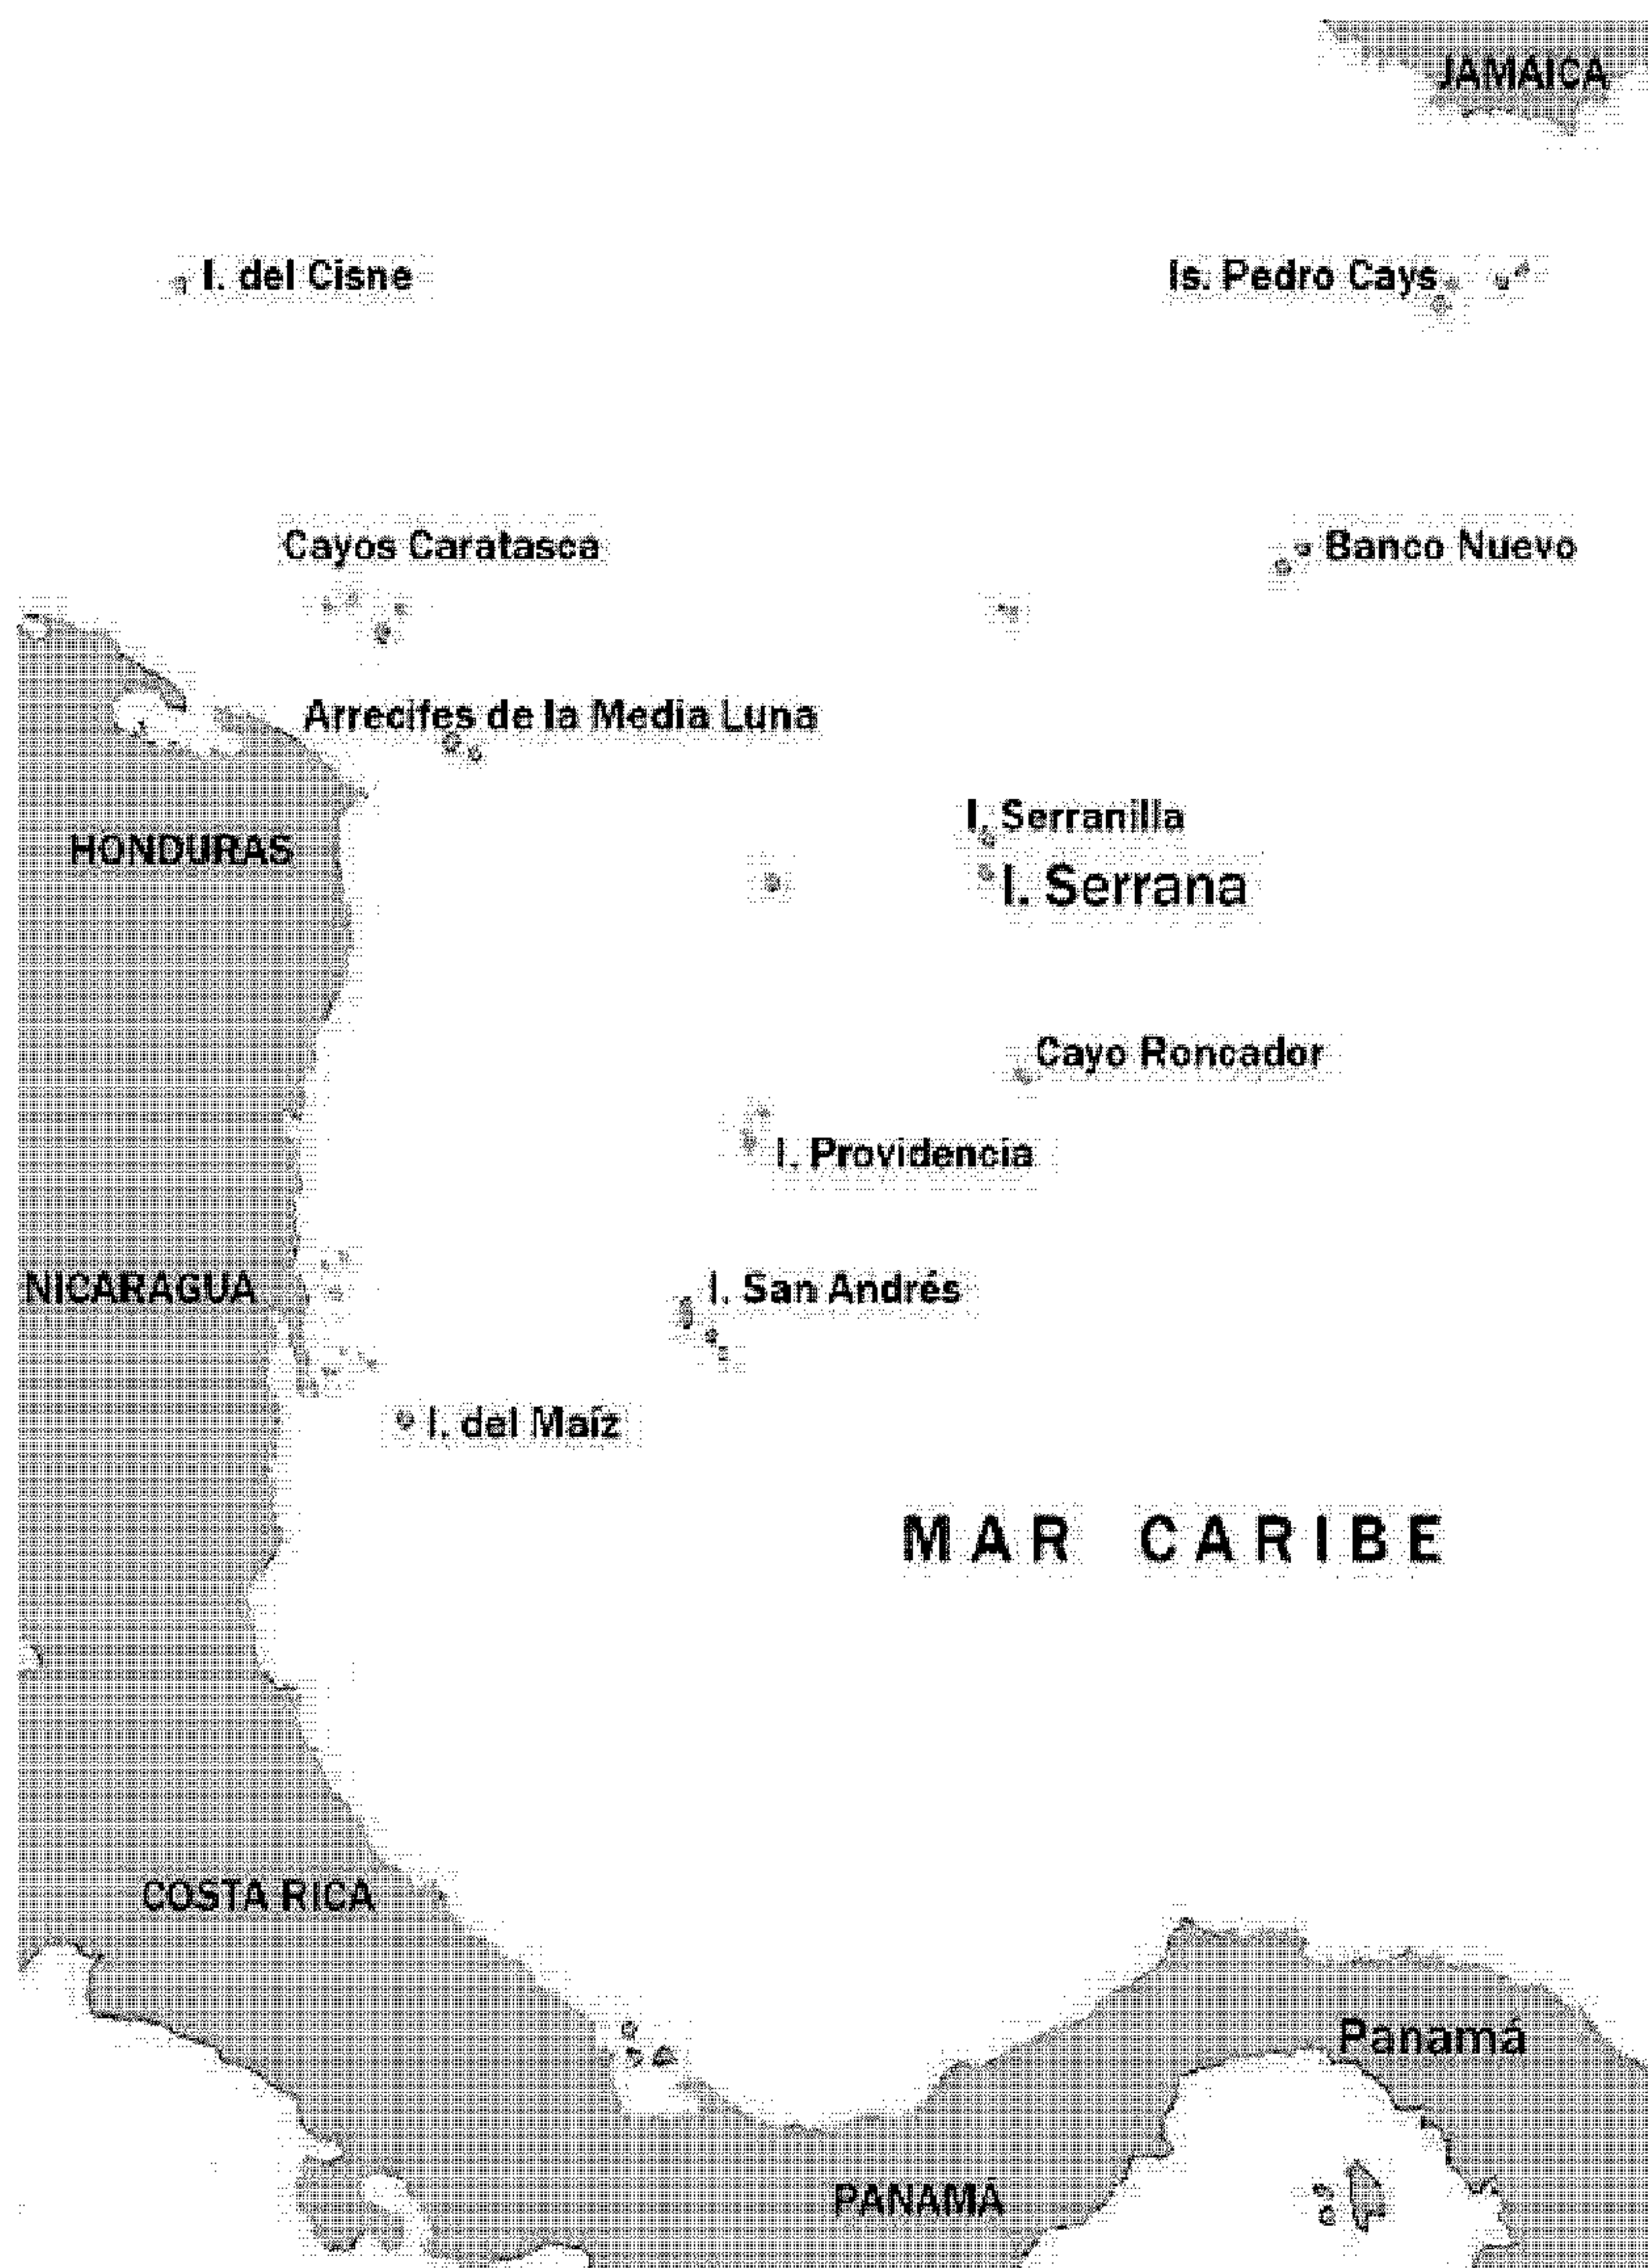 JAMAICA
I. del Cisne
Is. Pedro Cays
Cayos Caratasca
Banco Nuevo
Arrecifes de la Media Luna
I. Serranilla
HONDURAS
I. Serrana
Cayo Roncador
I. Providencia
NICARAGUA
I. San Andrés
I. del Maíz
MAR CARIBE
COSTA RICA
Panamá
PANAMÁ